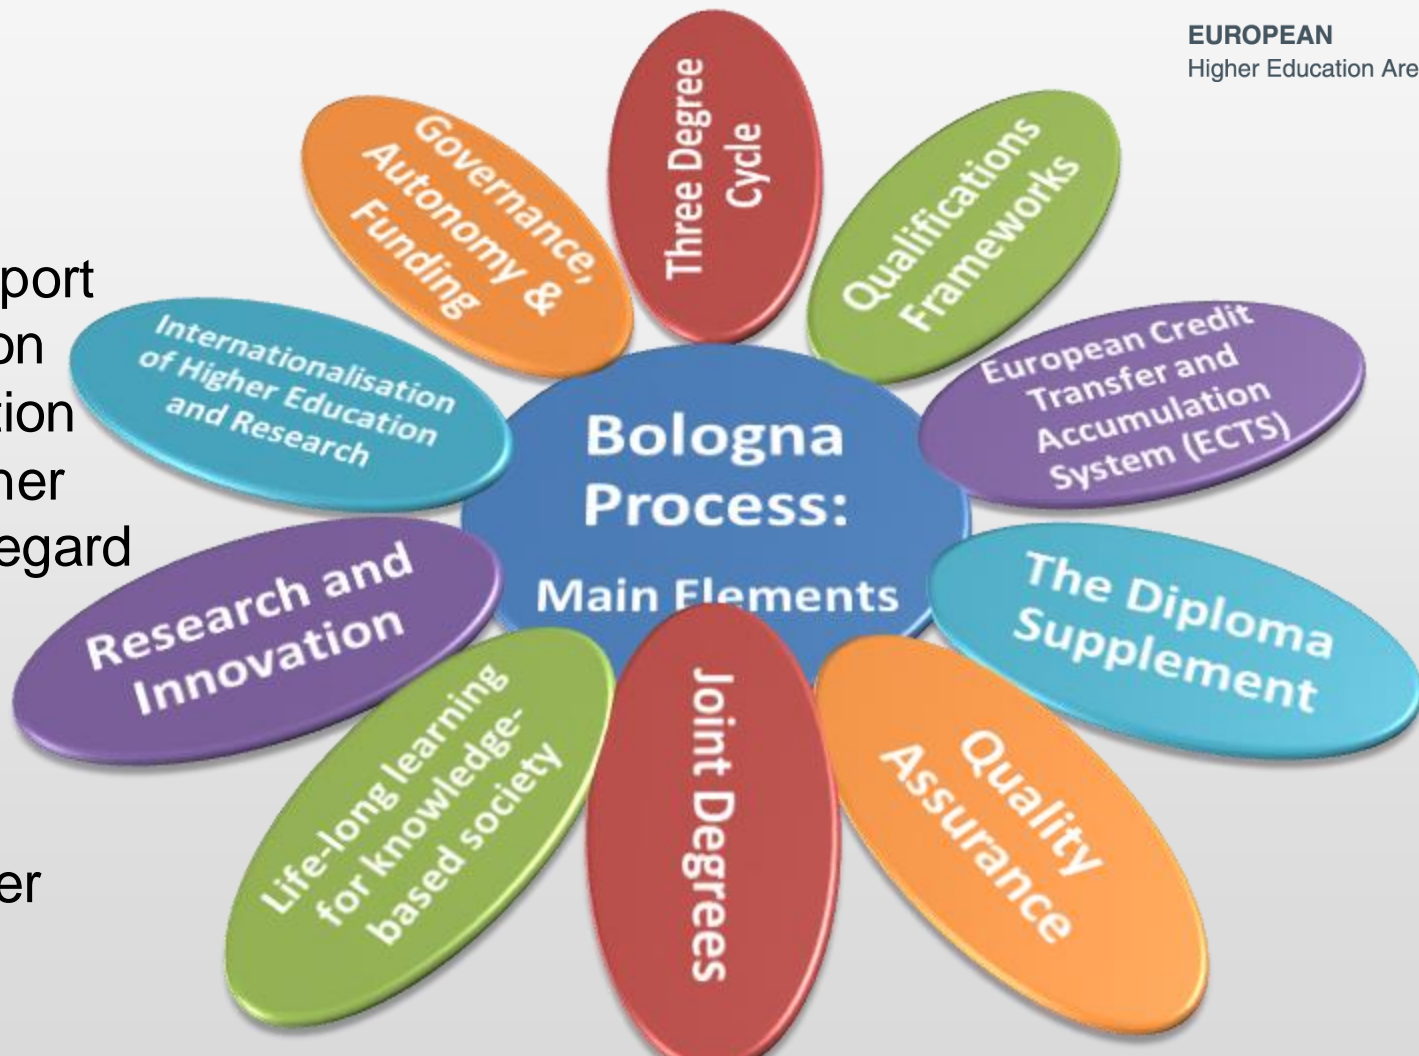 EUROPEAN
Higher Education Are
port
on
tion
ner
egard
er
Bologna
Process:
Main Elements
Three Degree
Cycle
Qualifications
Frameworks
European Credit
Transfer and
Accumulation
System (ECTS)
The Diploma
Supplement
Quality
Assurance
Joint Degrees
Life-long learning
for knowledge-
based society
Research and
Innovation
Internationalisation
of Higher Education
and Research
Governance,
Autonomy &
Funding